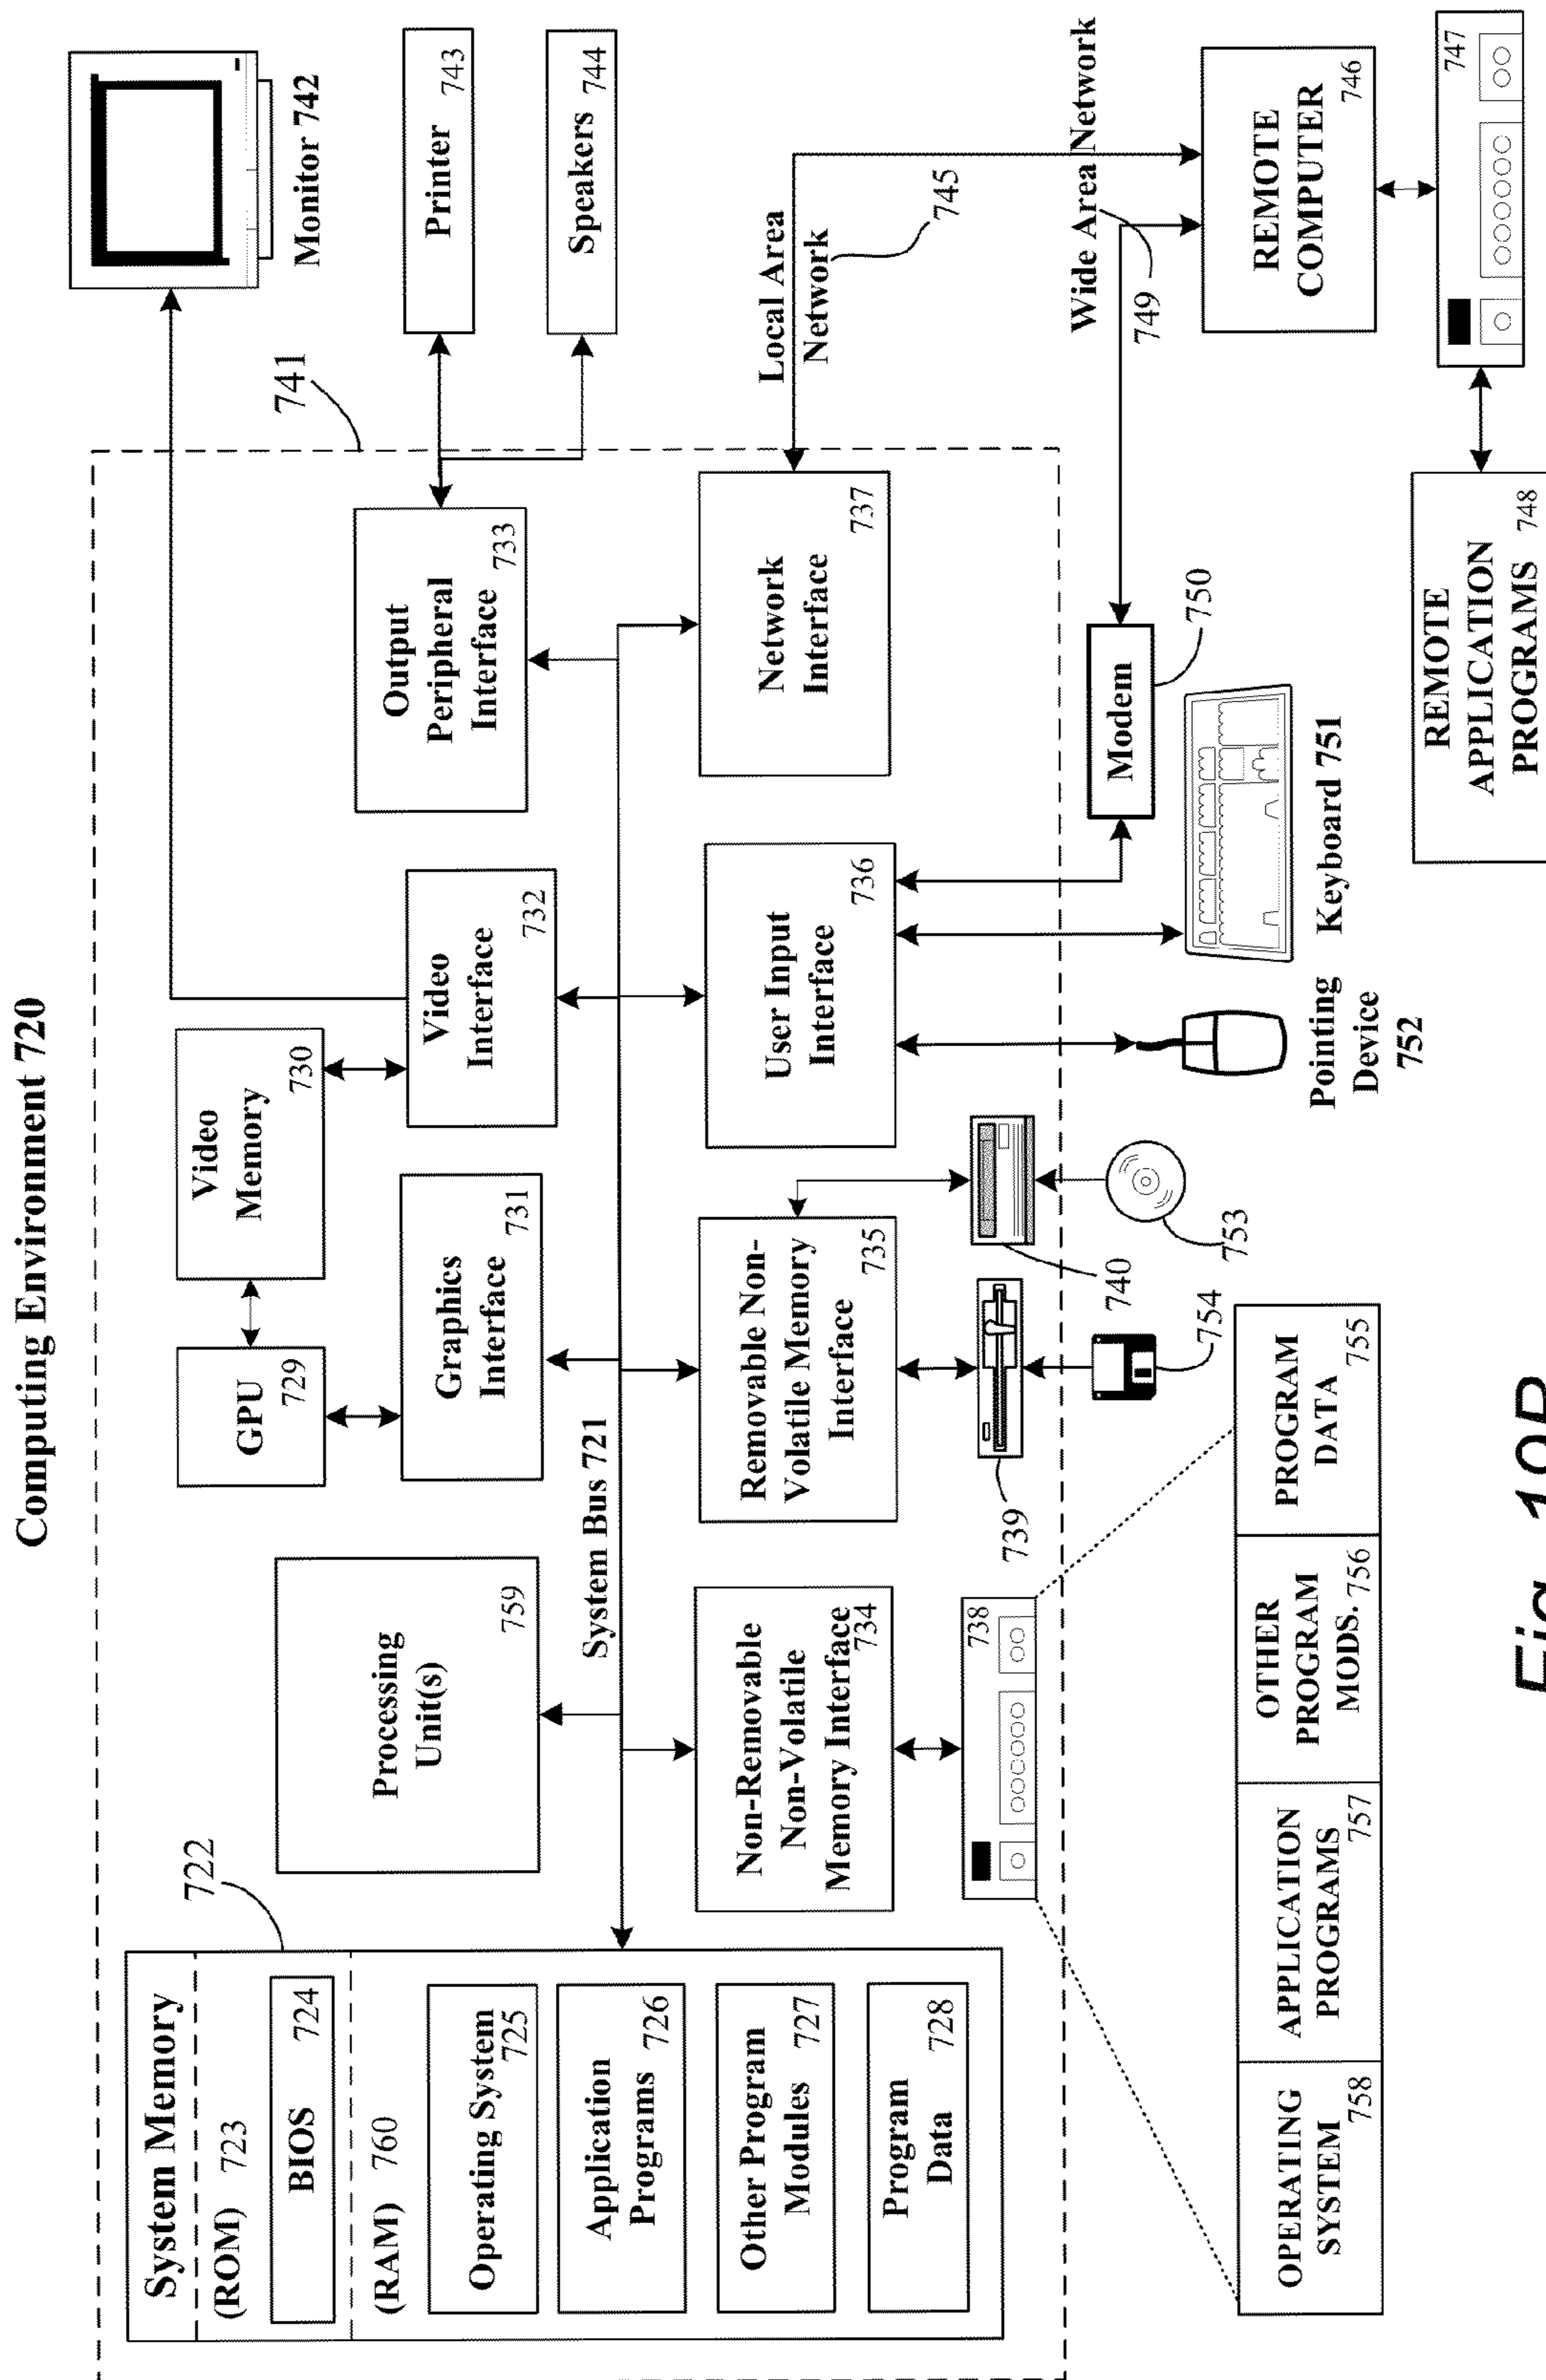 Computing Environment 720
System Memory
(ROM) 723
BIOS 724
(RAM) 760
Operating System
725
Application
Programs 726
Other Program
Modules 727
Program
Data 728
722
Processing
Unit(s)
759
GPU
729
Video
Memory
730
Graphics
Interface
731
Video
Interface
732
Output
Peripheral
Interface
733
741
Monitor 742
Printer 743
Speakers 744
System Bus 721
Non-Removable
Non-Volatile
Memory Interface
734
Removable Non-
Volatile Memory
Interface
735
User Input
Interface
736
Network
Interface
737
Local Area
Network
745
738
739
740
753
754
Pointing
Device
752
Keyboard 751
Modem
750
Wide Area Network
749
REMOTE
COMPUTER
746
747
REMOTE
APPLICATION
PROGRAMS 748
OPERATING
SYSTEM
758
APPLICATION
PROGRAMS
757
OTHER
PROGRAM
MODS. 756
PROGRAM
DATA
755